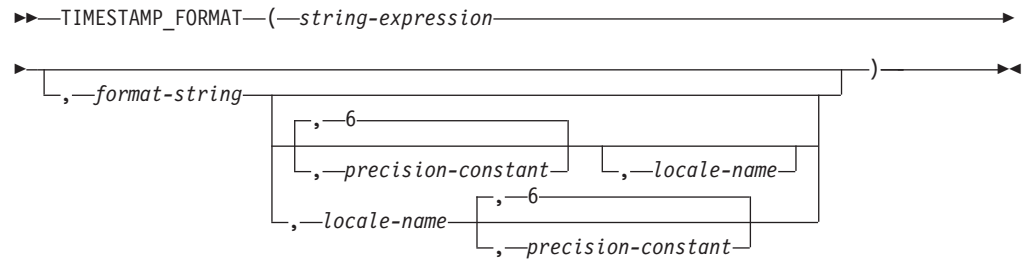 TIMESTAMP_FORMAT ( string-expression
)
, format-string
, 6
, precision-constant , locale-name
, 6
, locale-name
, precision-constant